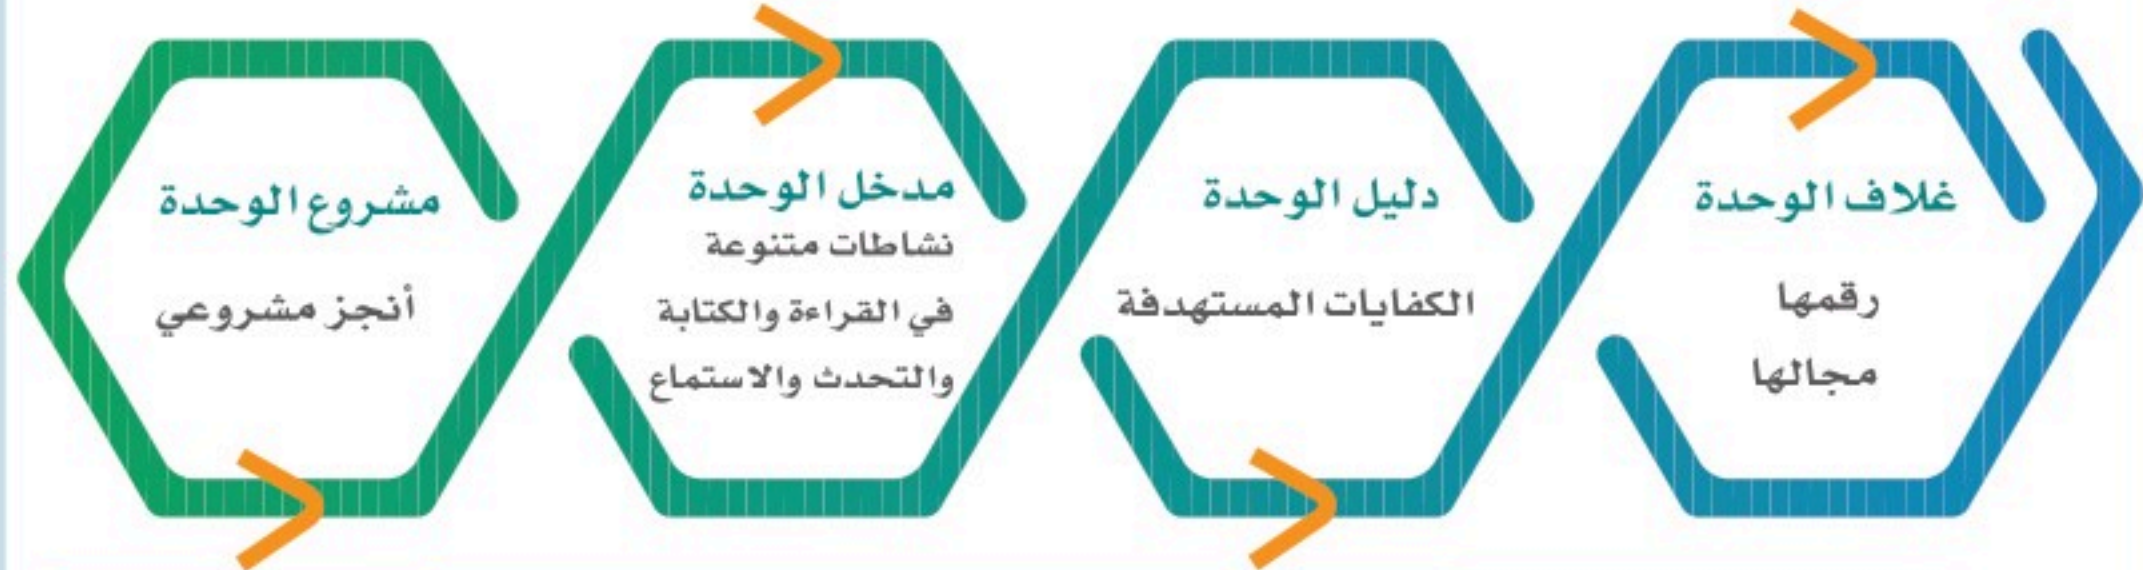 غلاف الوحدة
رقمها
مجالها
دليل الوحدة
الكفايات المستهدفة
مدخل الوحدة
نشاطات متنوعة
في القراءة والكتابة
والتحدث والاستماع
مشروع الوحدة
أنجز مشروعي